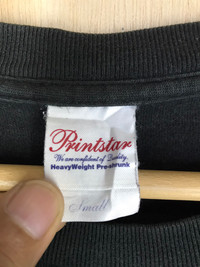 Printstar
We are confident of Quality.
HeavyWeight Pre-shrunk
Small